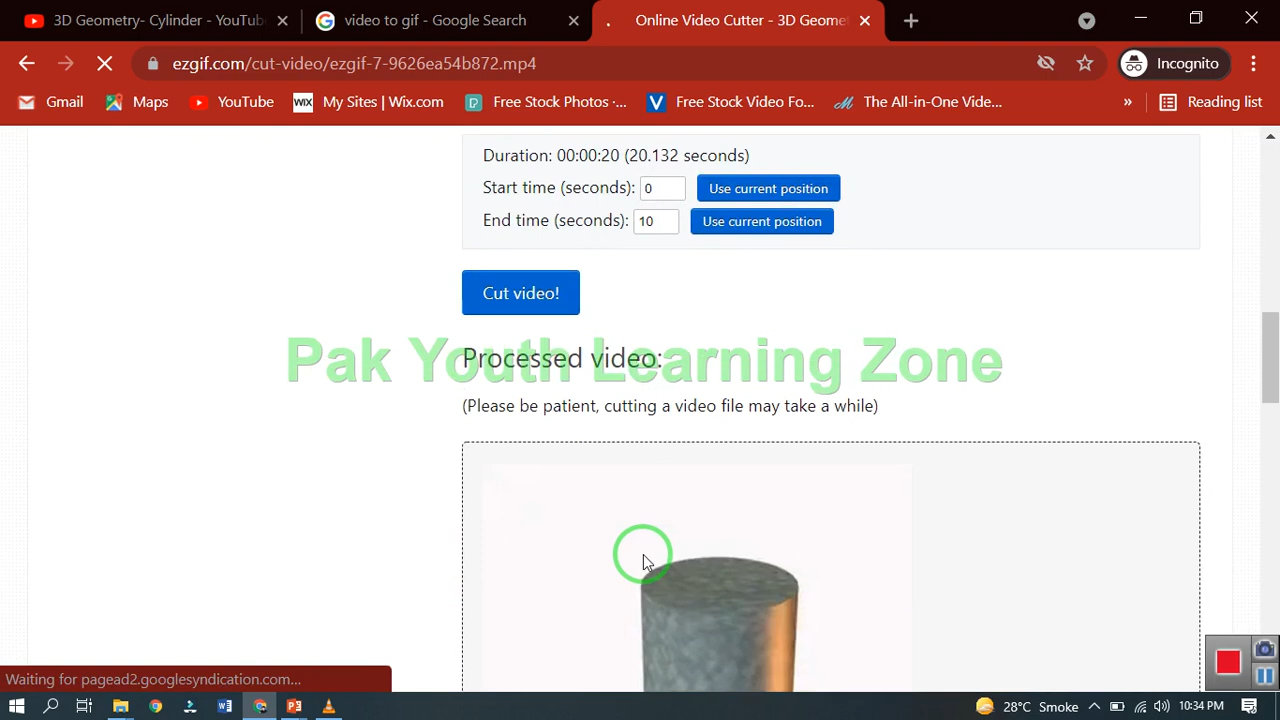 3D Geometry- Cylinder - YouTub
video to gif - Google Search
Online Video Cutter - 3D Geomet
ezgif.com/cut-video/ezgif-7-9626ea54b872.mp4
Incognito
Gmail
Maps
YouTube
WIX My Sites | Wix.com
Free Stock Photos ·...
V Free Stock Video Fo...
The All-in-One Vide...
»
Reading list
Duration: 00:00:20 (20.132 seconds)
Start time (seconds): 0 Use current position
End time (seconds): 10 Use current position
Cut video!
Pak Youth Learning Zone
Processed video:
(Please be patient, cutting a video file may take a while)
Waiting for pagead2.googlesyndication.com...
28°C Smoke
10:34 PM